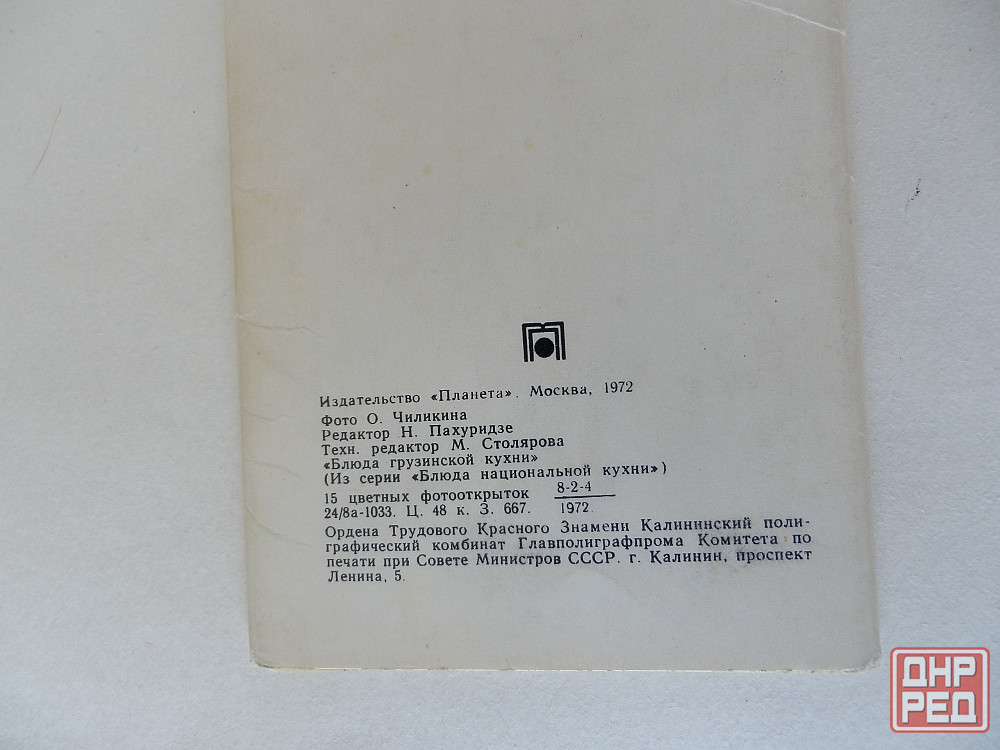 Издательство «Планета». Москва, 1972
Фото О. Чиликина
Редактор Н. Пахуридзе
Техн. редактор М. Столярова
«Блюда грузинской кухни»
(Из серии «Блюда национальной кухни»)
15 цветных фотооткрыток 8-2-4
24/8а-1033. Ц. 48 к. З. 667. 1972.
Ордена Трудового Красного Знамени Калининский поли-
графический комбинат Главполиграфпрома Комитета по
печати при Совете Министров СССР. г. Калинин, проспект
Ленина, 5.
ДНР
РЕД